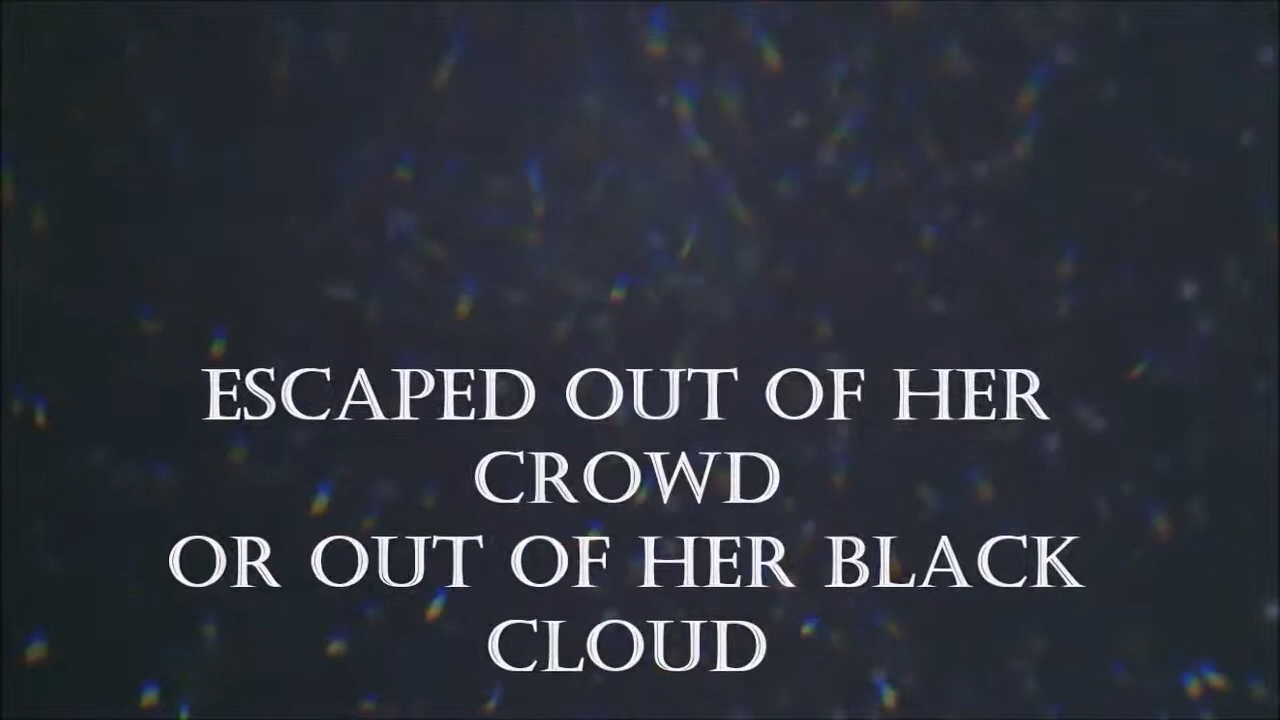 ESCAPED OUT OF HER
CROWD
OR OUT OF HER BLACK
CLOUD